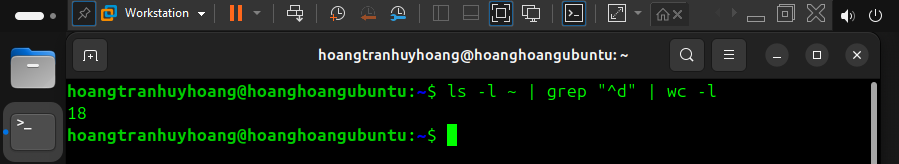 Workstation
hoangtranhuyhoang@hoanghoangubuntu: ~
hoangtranhuyhoang@hoanghoangubuntu:~$ ls -l ~ | grep "^d" | wc -l
18
hoangtranhuyhoang@hoanghoangubuntu:~$